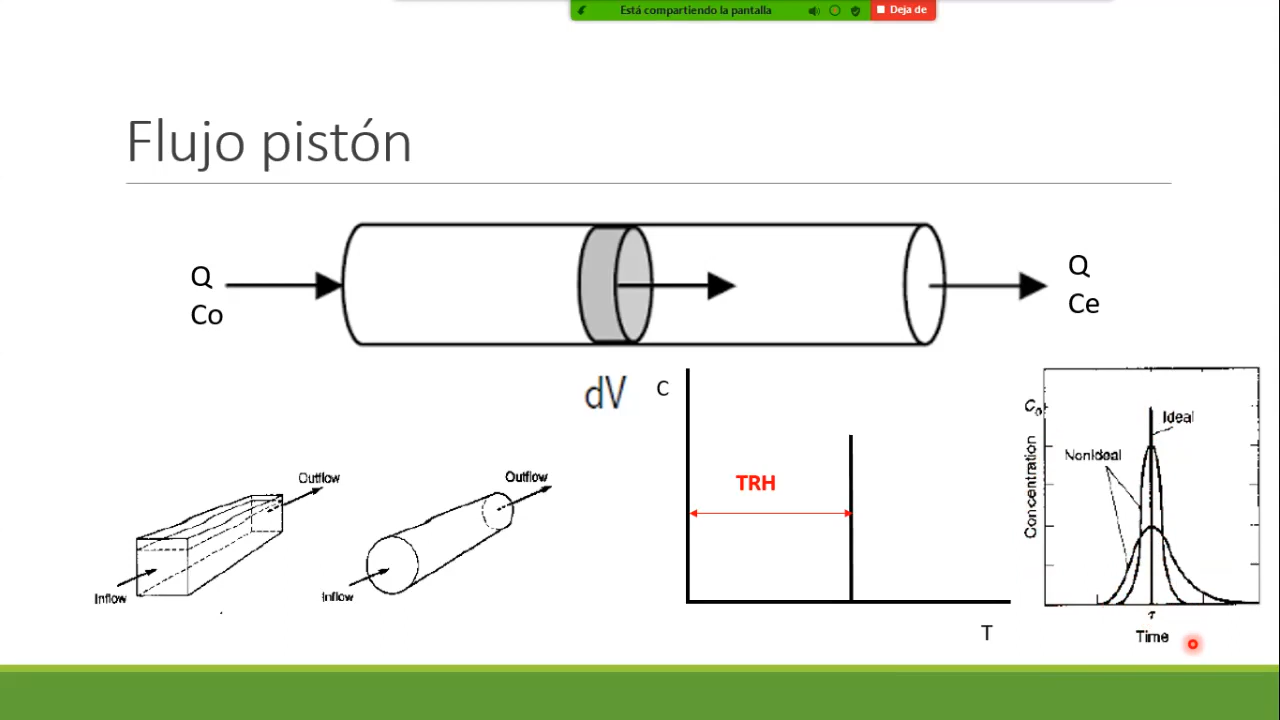 Está compartiendo la pantalla
Deja de
Flujo pistón
Q
Co
Q
Ce
dV
C
TRH
T
Outflow
Inflow
Outflow
Inflow
C₀
Ideal
Nonideal
Concentration
τ
Time